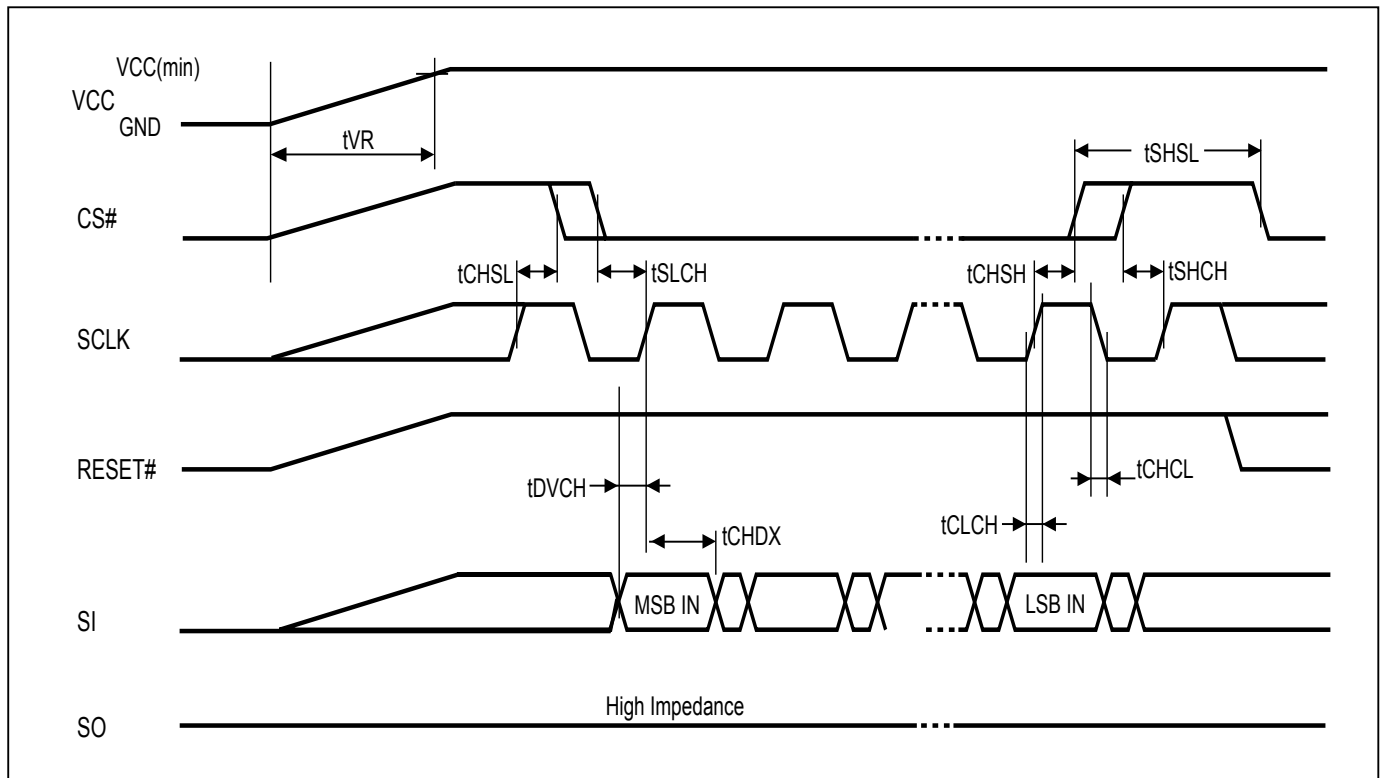 VCC(min)
VCC
GND
tVR
tSHSL
CS#
tCHSL
tSLCH
tCHSH
tSHCH
SCLK
RESET#
tDVCH
tCHCL
tCLCH
tCHDX
MSB IN
LSB IN
SI
High Impedance
SO